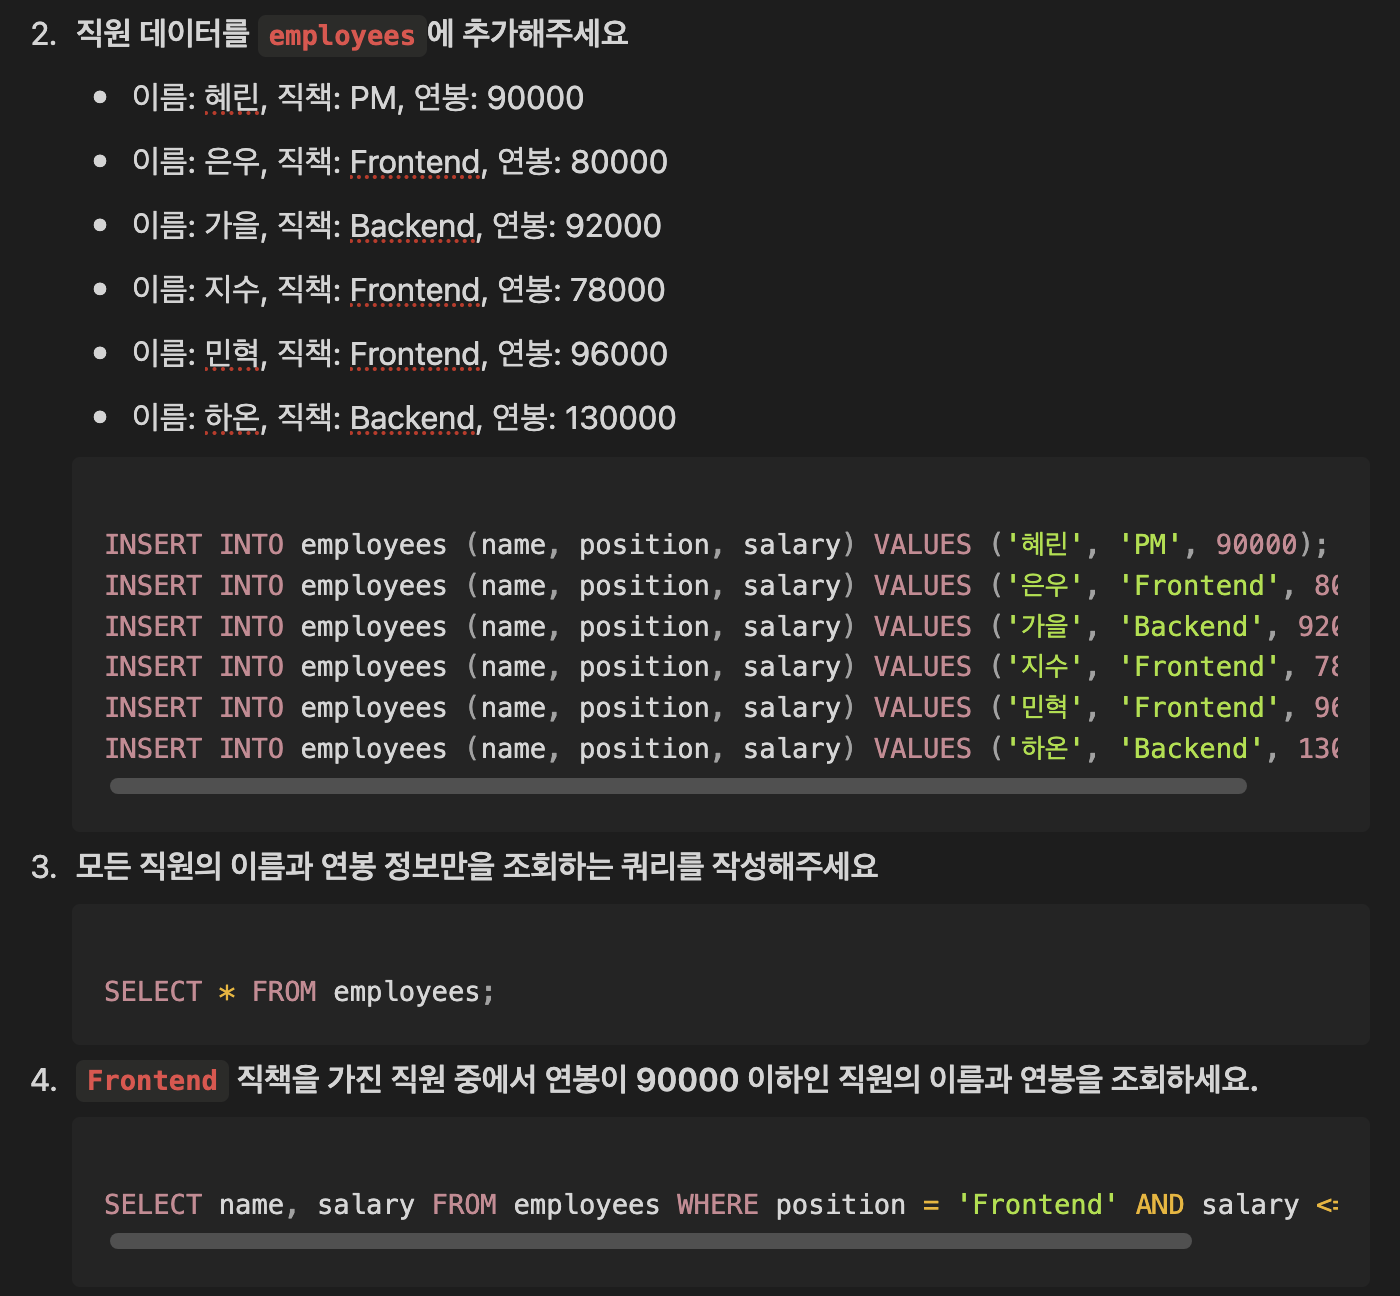 2. 직원 데이터를 employees에 추가해주세요
• 이름: 혜린, 직책: PM, 연봉: 90000
• 이름: 은우, 직책: Frontend, 연봉: 80000
• 이름: 가을, 직책: Backend, 연봉: 92000
• 이름: 지수, 직책: Frontend, 연봉: 78000
• 이름: 민혁, 직책: Frontend, 연봉: 96000
• 이름: 하온, 직책: Backend, 연봉: 130000
INSERT INTO employees (name, position, salary) VALUES ('혜린', 'PM', 90000);
INSERT INTO employees (name, position, salary) VALUES ('은우', 'Frontend', 80
INSERT INTO employees (name, position, salary) VALUES ('가을', 'Backend', 920
INSERT INTO employees (name, position, salary) VALUES ('지수', 'Frontend', 78
INSERT INTO employees (name, position, salary) VALUES ('민혁', 'Frontend', 96
INSERT INTO employees (name, position, salary) VALUES ('하온', 'Backend', 130
3. 모든 직원의 이름과 연봉 정보만을 조회하는 쿼리를 작성해주세요
SELECT * FROM employees;
4. Frontend 직책을 가진 직원 중에서 연봉이 90000 이하인 직원의 이름과 연봉을 조회하세요.
SELECT name, salary FROM employees WHERE position = 'Frontend' AND salary <=